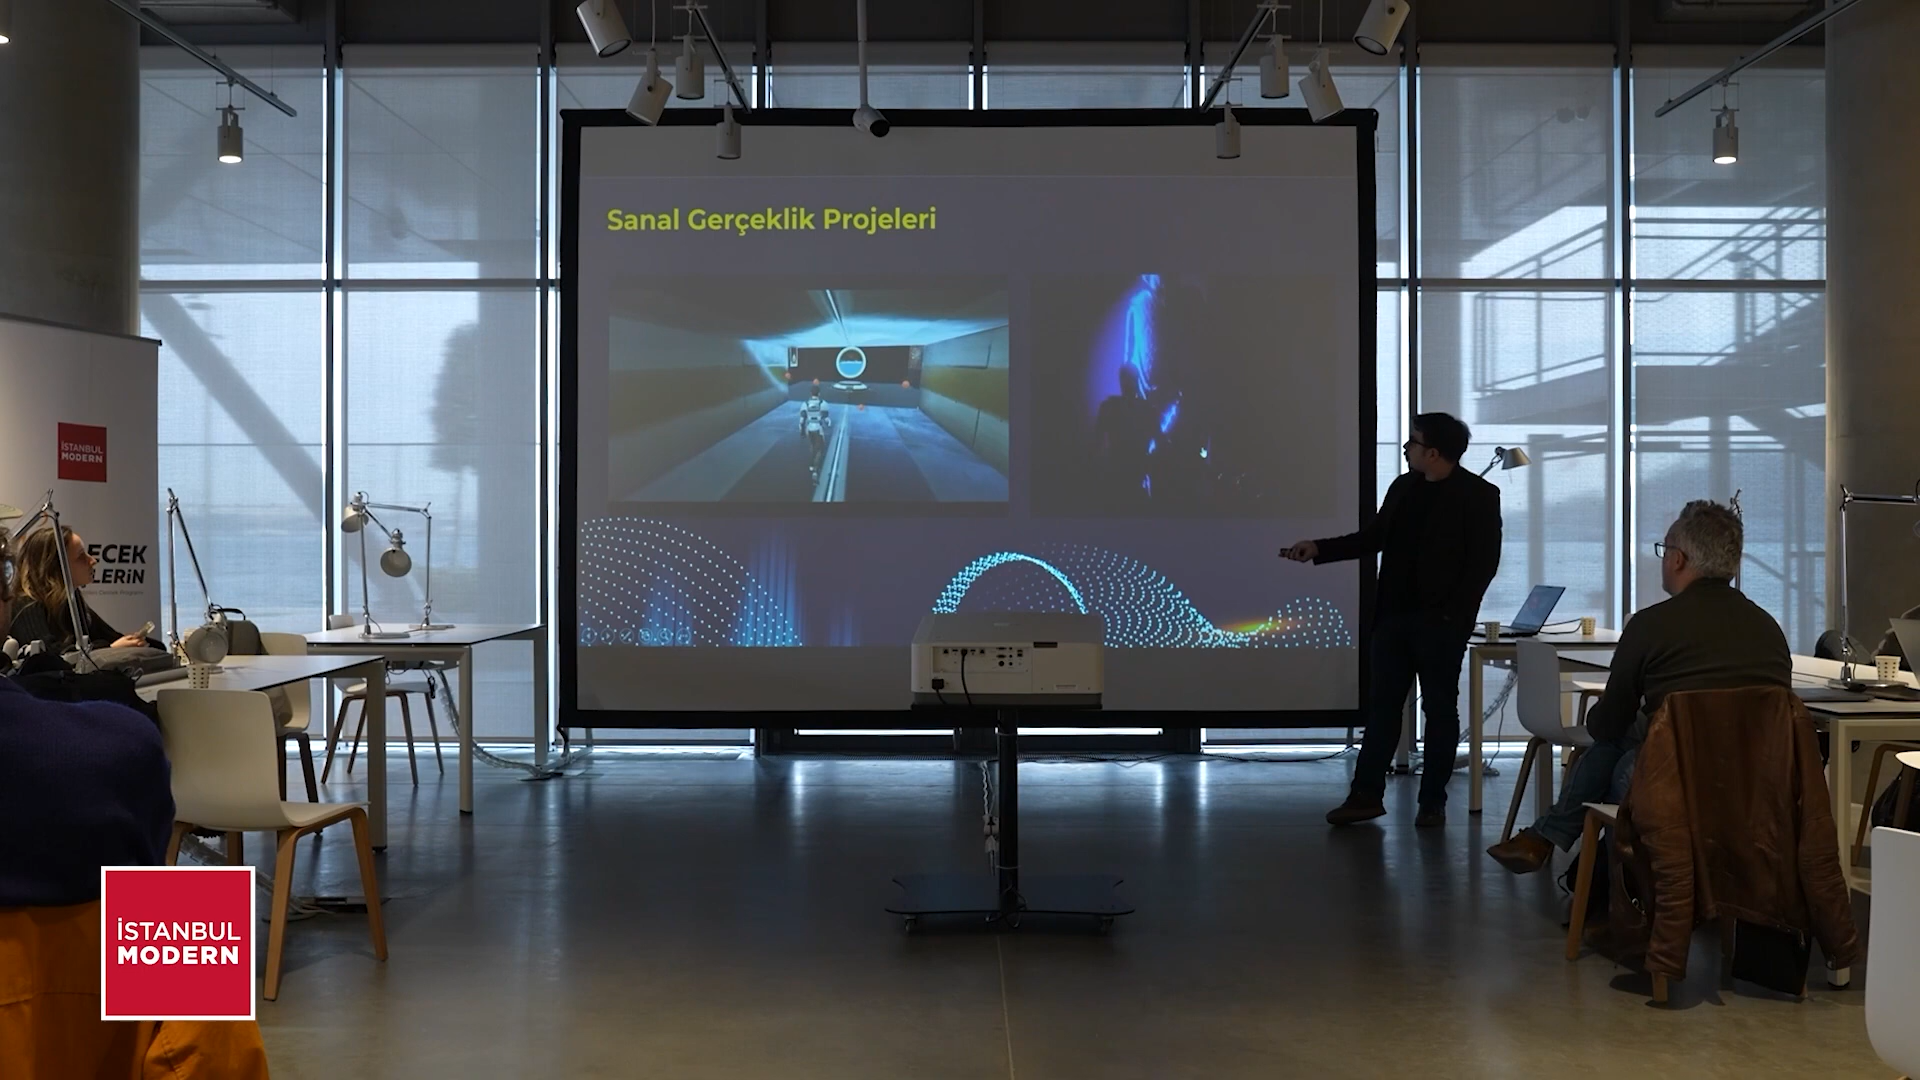 Sanal Gerçeklik Projeleri
İSTANBUL
MODERN
ECEK
LERİN
İSTANBUL
MODERN